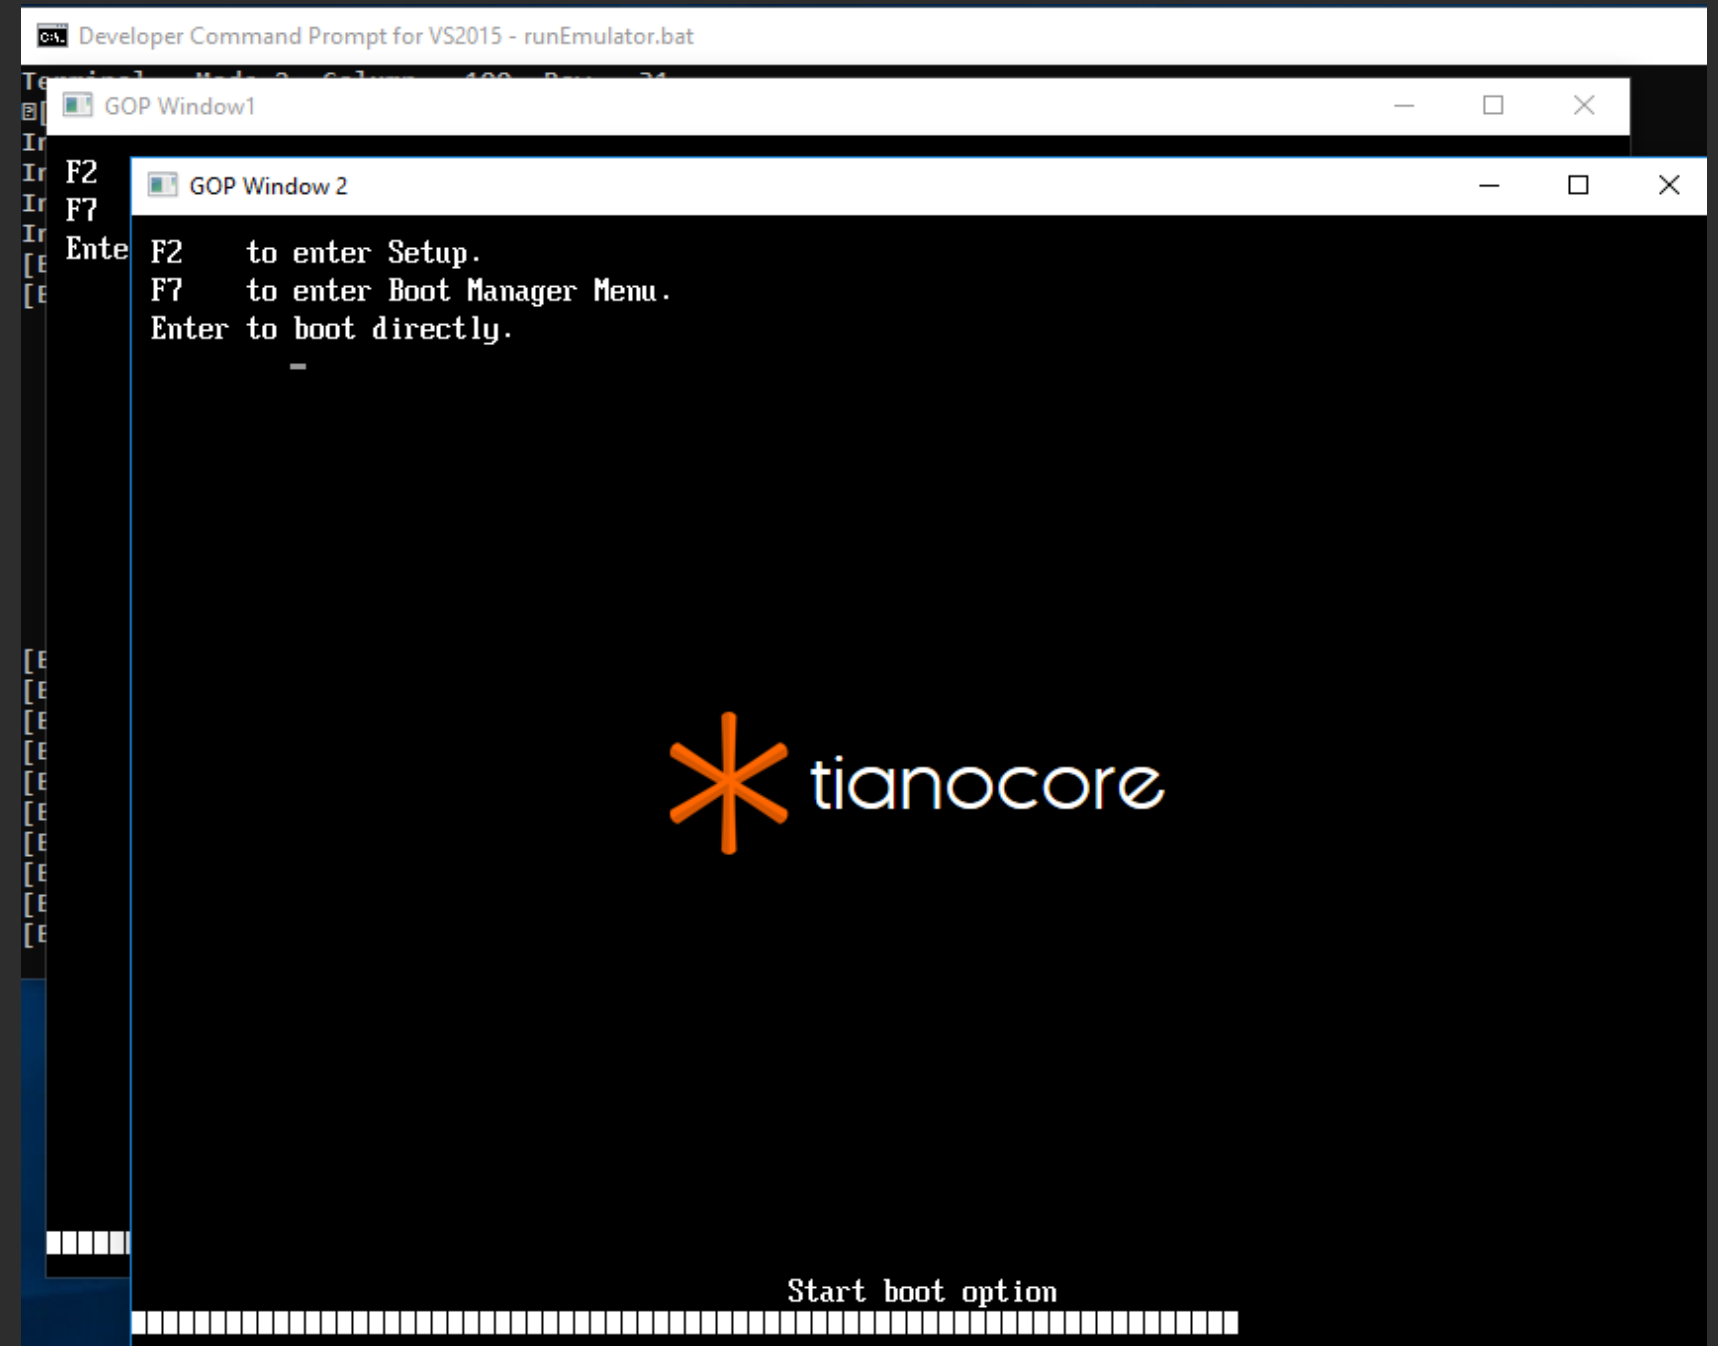 Developer Command Prompt for VS2015 - runEmulator.bat
GOP Window1
F2
F7
GOP Window 2
F2 to enter Setup.
F7 to enter Boot Manager Menu.
Enter to boot directly.
tianocore
Start boot option